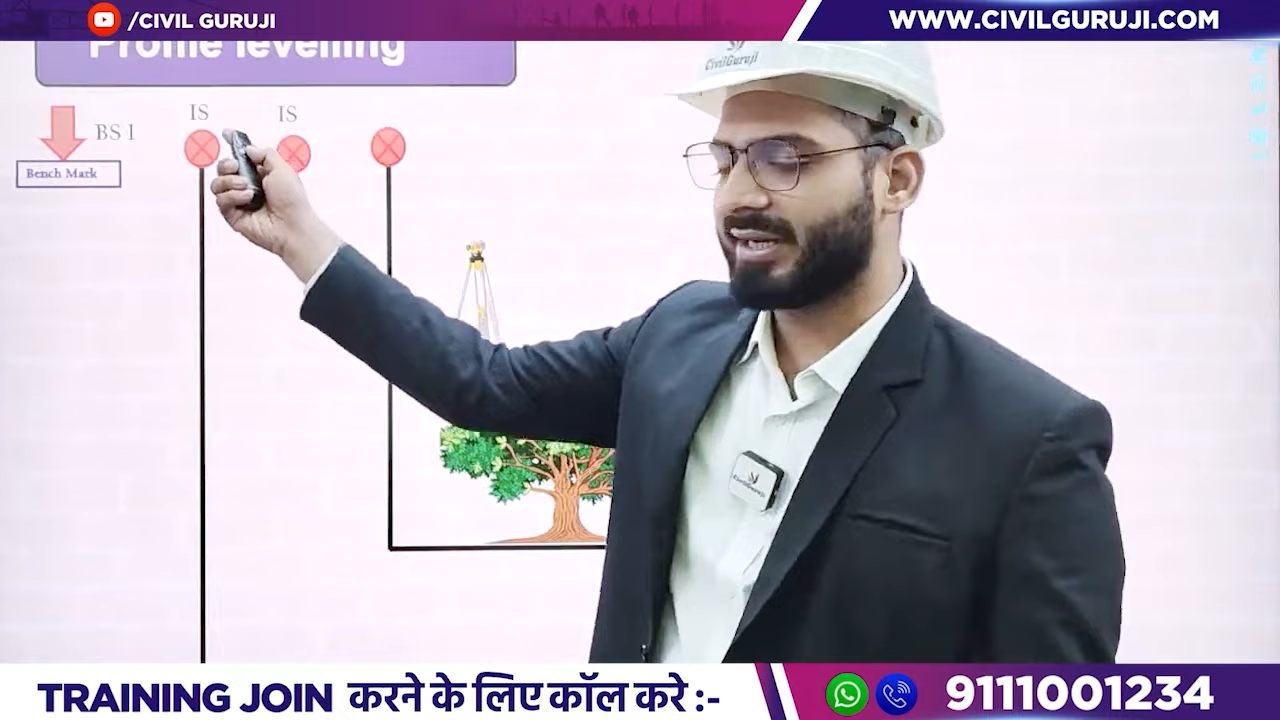 /CIVIL GURUJI
WWW.CIVILGURUJI.COM
Profile levelling
CivilGuruji
IS
IS
BS 1
Bench Mark
CivilGuruji
TRAINING JOIN करने के लिए कॉल करे :-
9111001234